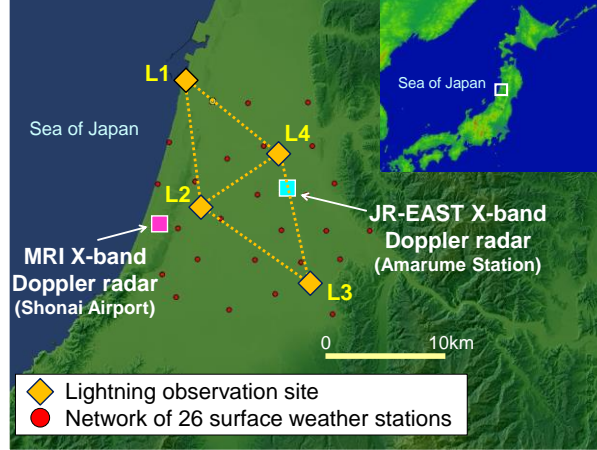 L1
Sea of Japan
Sea of Japan
L4
L2
JR-EAST X-band
Doppler radar
(Amarume Station)
MRI X-band
Doppler radar
(Shonai Airport)
L3
0 10km
Lightning observation site
Network of 26 surface weather stations